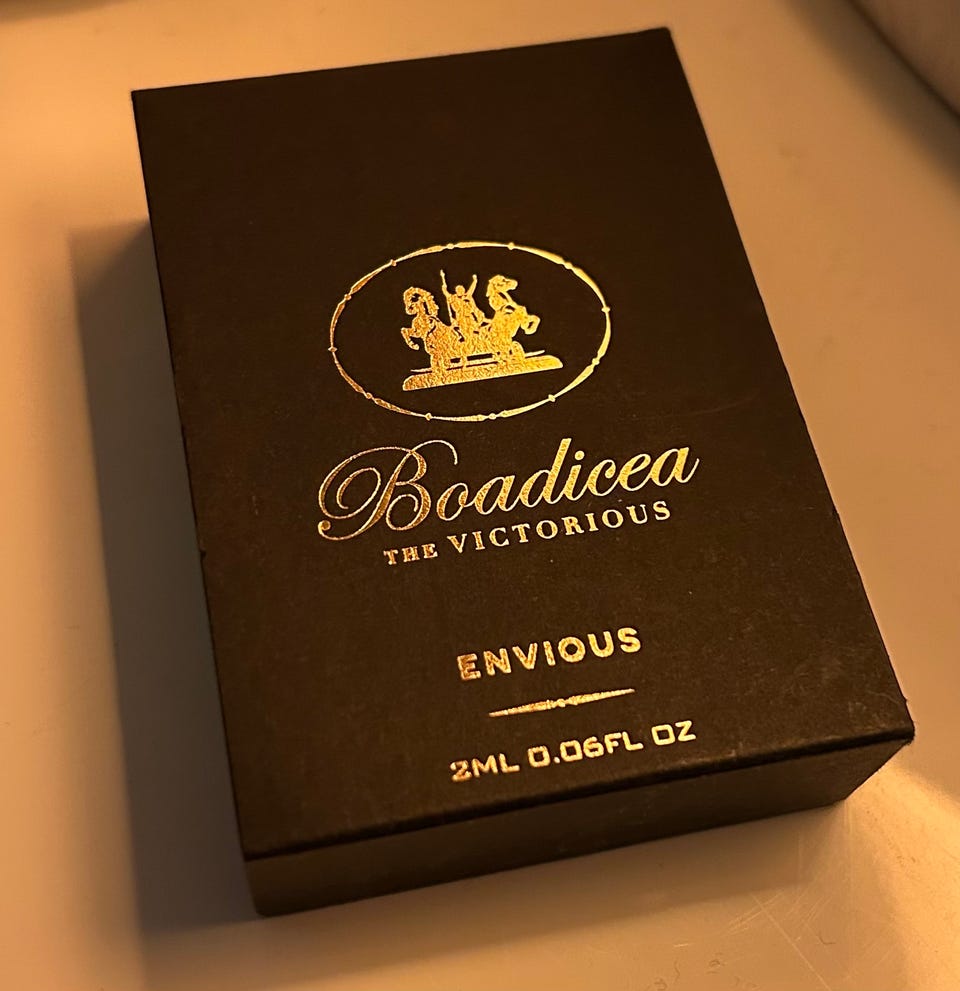 Boadicea
THE VICTORIOUS
ENVIOUS
2ML 0.06FL OZ